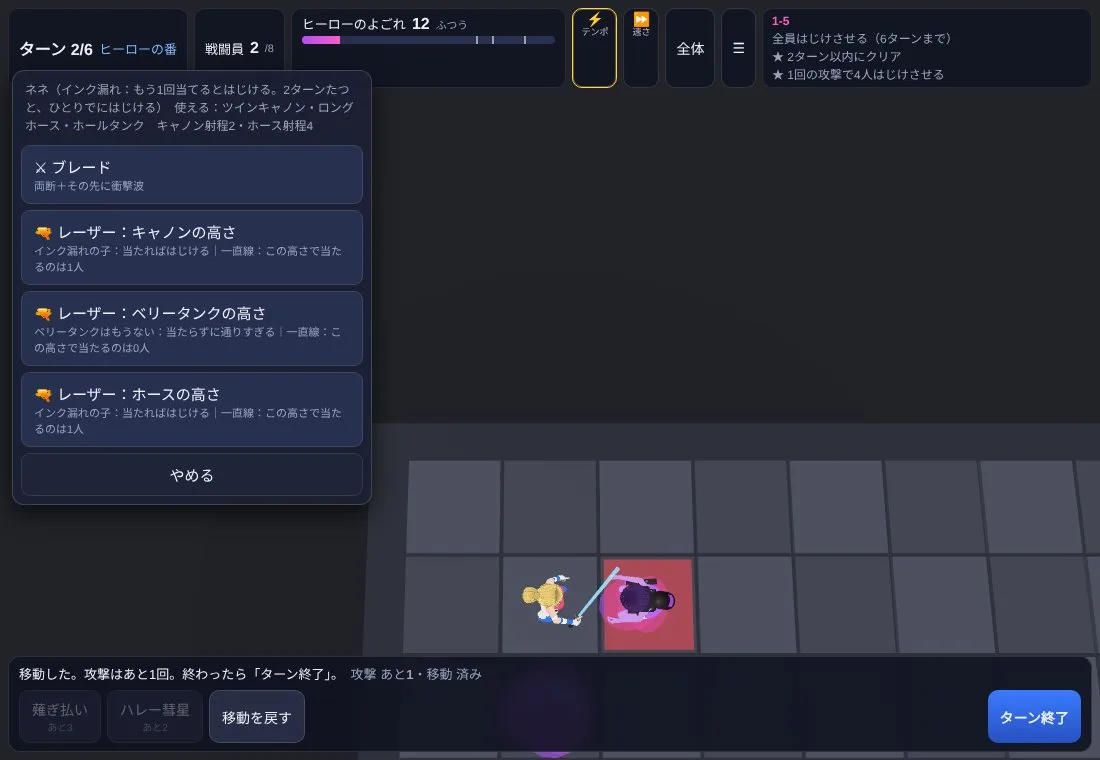 ターン 2/6 ヒーローの番
戦闘員 2 /8
ヒーローのよごれ 12 ふつう
テンポ
速さ
全体
1-5
全員はじけさせる（6ターンまで）
★ 2ターン以内にクリア
★ 1回の攻撃で4人はじけさせる
ネネ（インク漏れ：もう1回当てるとはじける。2ターンたつ
と、ひとりでにはじける） 使える：ツインキャノン・ロング
ホース・ホールタンク キャノン射程2・ホース射程4
ブレード
両断＋その先に衝撃波
レーザー：キャノンの高さ
インク漏れの子：当たればはじける｜一直線：この高さで当た
るのは1人
レーザー：ベリータンクの高さ
ベリータンクはもうない：当たらずに通りすぎる｜一直線：こ
の高さで当たるのは0人
レーザー：ホースの高さ
インク漏れの子：当たればはじける｜一直線：この高さで当た
るのは1人
やめる
移動した。攻撃はあと1回。終わったら「ターン終了」。 攻撃 あと1・移動 済み
薙ぎ払い
あと3
ハレー彗星
あと2
移動を戻す
ターン終了